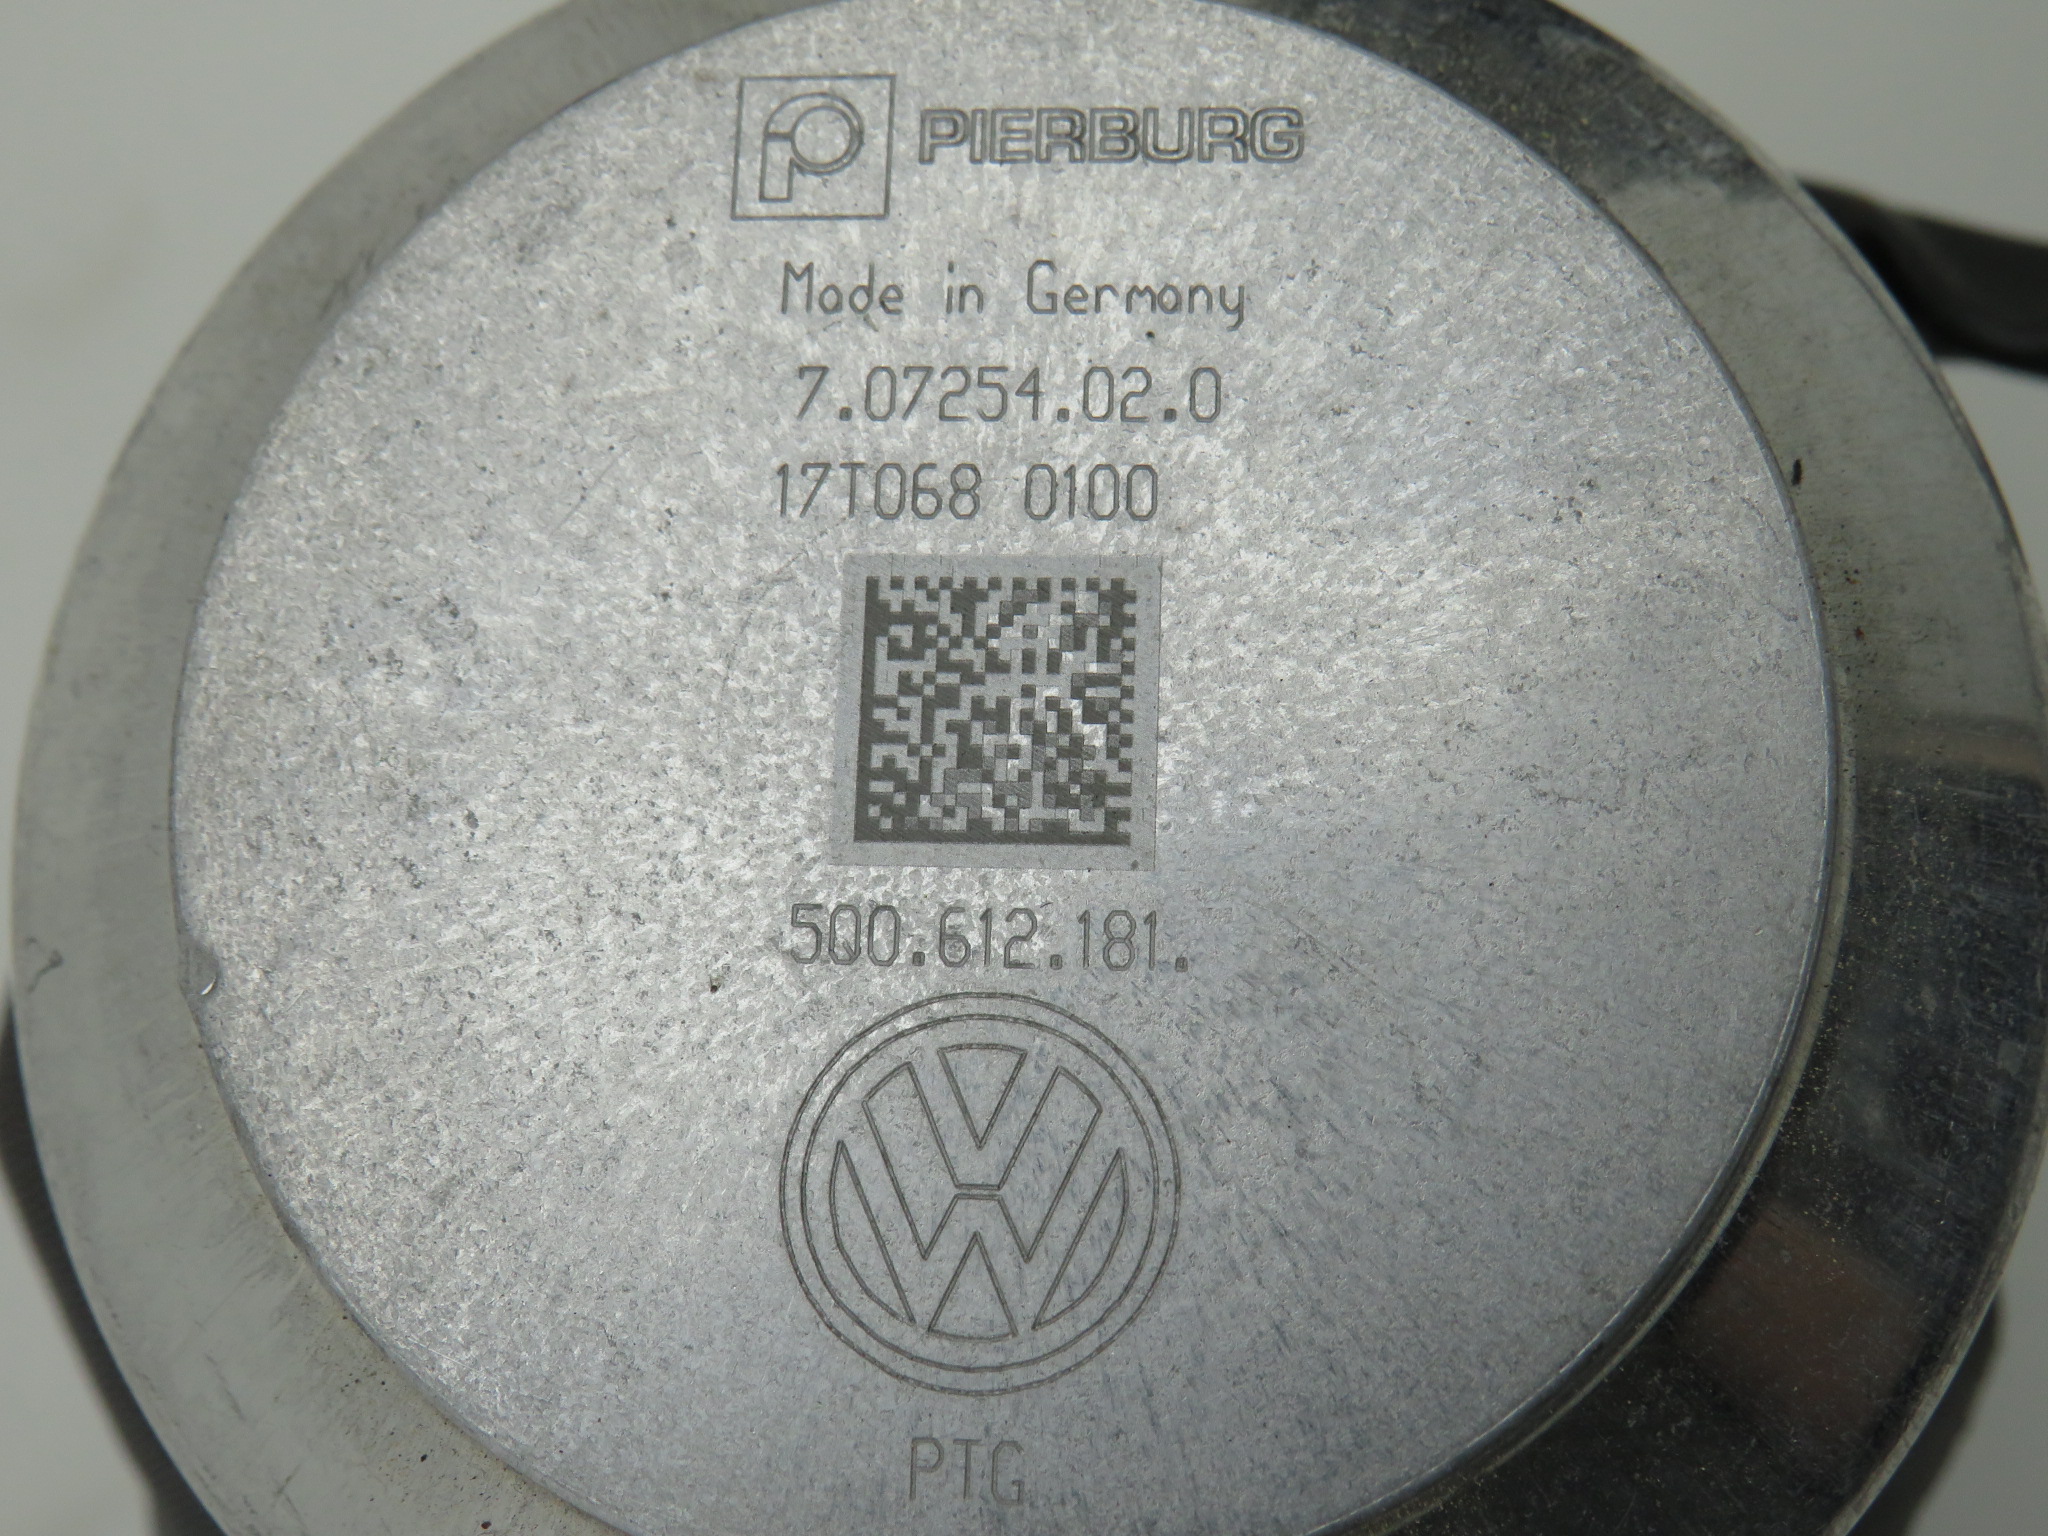 PIERBURG
Made in Germany
7.07254.02.0
17T068 0100
5Q0.612.181.
PTG